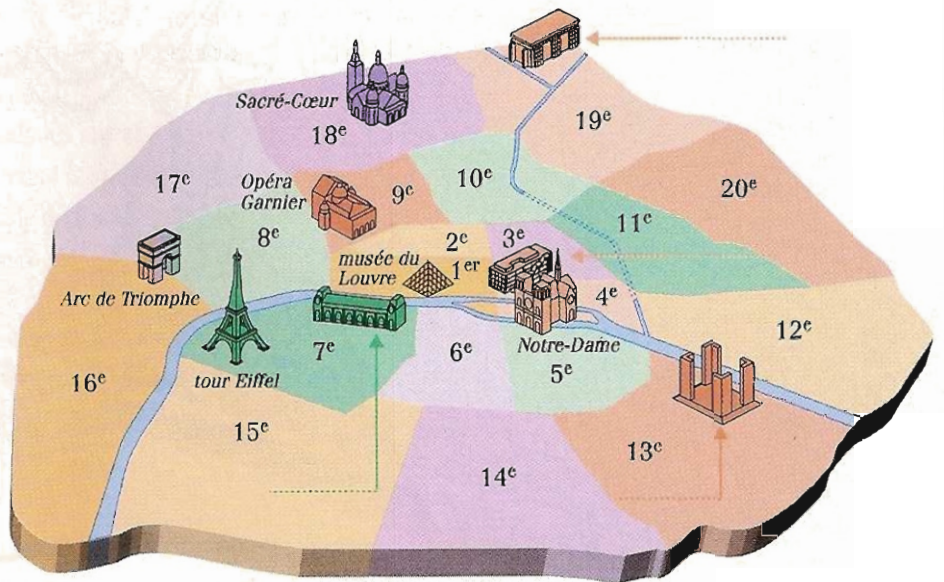 Sacré-Cœur
18e
19e
17e
Opéra
Garnier
9e
10e
20e
11e
8e
2e
3e
musée du
Louvre
1er
Arc de Triomphe
4e
12e
7e
6e
Notre-Dame
5e
16e
tour Eiffel
15e
13e
14e